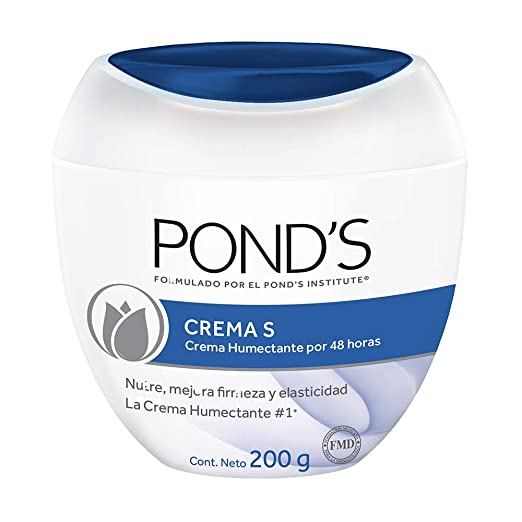 POND'S
FORMULADO POR EL POND'S INSTITUTE®
CREMA S
Crema Humectante por 48 horas
Nutre, mejora firmeza y elasticidad
La Crema Humectante #1*
Cont. Neto 200 g
FMD